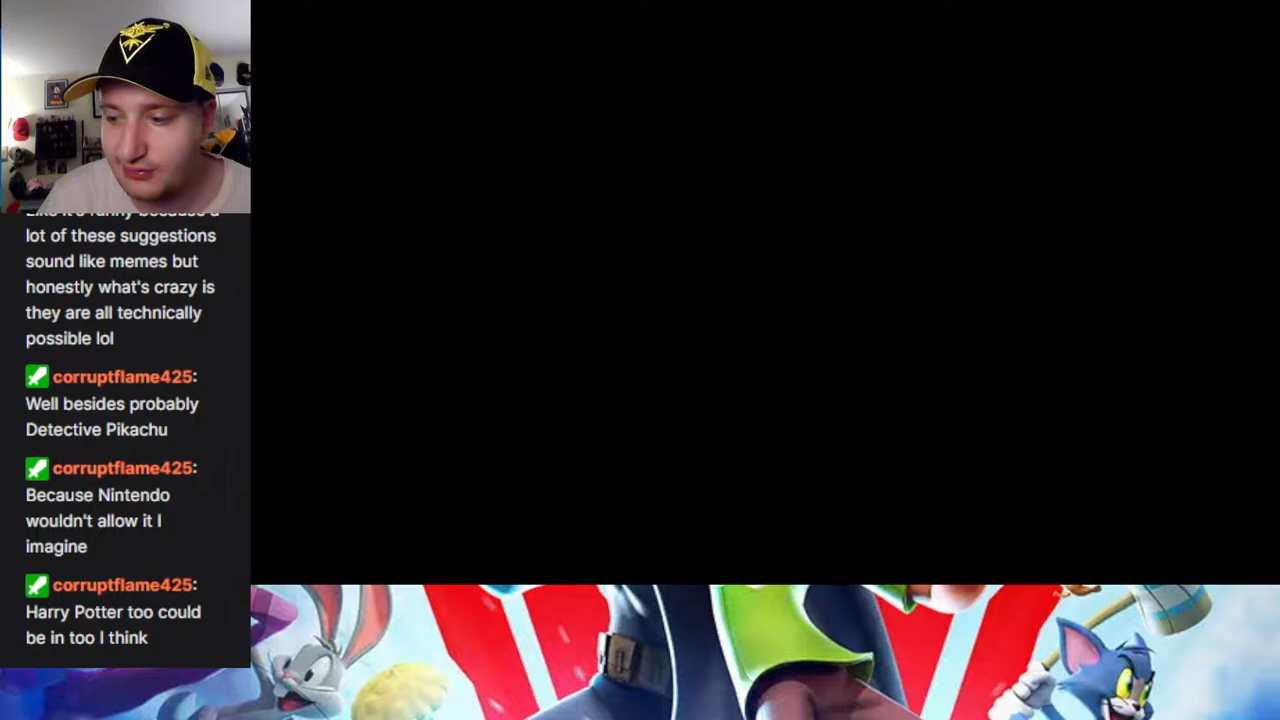 lot of these suggestions
sound like memes but
honestly what's crazy is
they are all technically
possible lol
corruptflame425:
Well besides probably
Detective Pikachu
corruptflame425:
Because Nintendo
wouldn't allow it I
imagine
corruptflame425:
Harry Potter too could
be in too I think